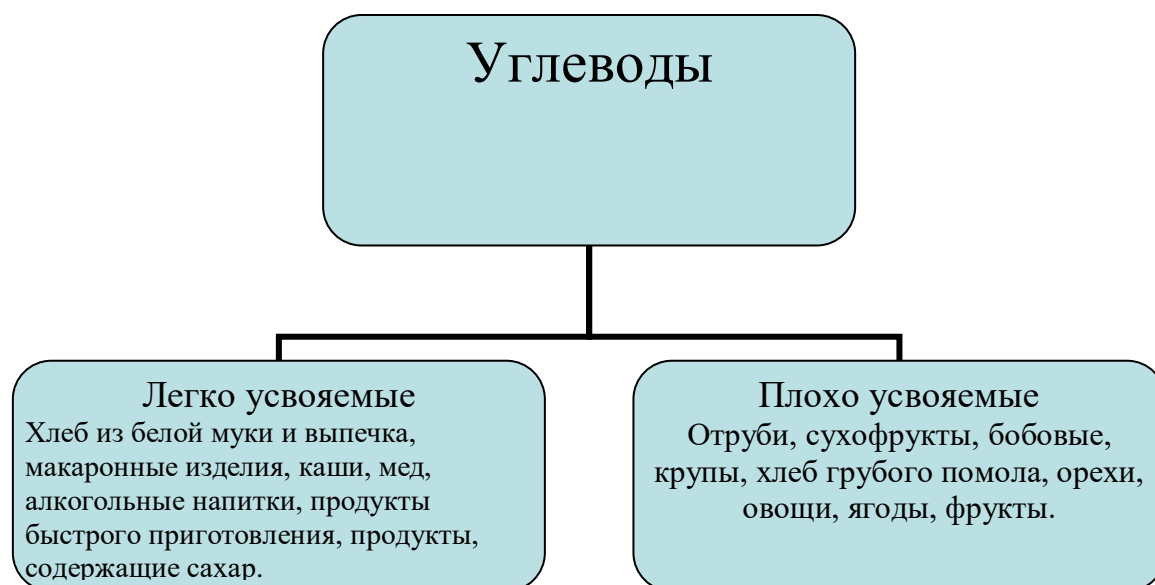 Углеводы
Легко усвояемые
Хлеб из белой муки и выпечка,
макаронные изделия, каши, мед,
алкогольные напитки, продукты
быстрого приготовления, продукты,
содержащие сахар.
Плохо усвояемые
Отруби, сухофрукты, бобовые,
крупы, хлеб грубого помола, орехи,
овощи, ягоды, фрукты.